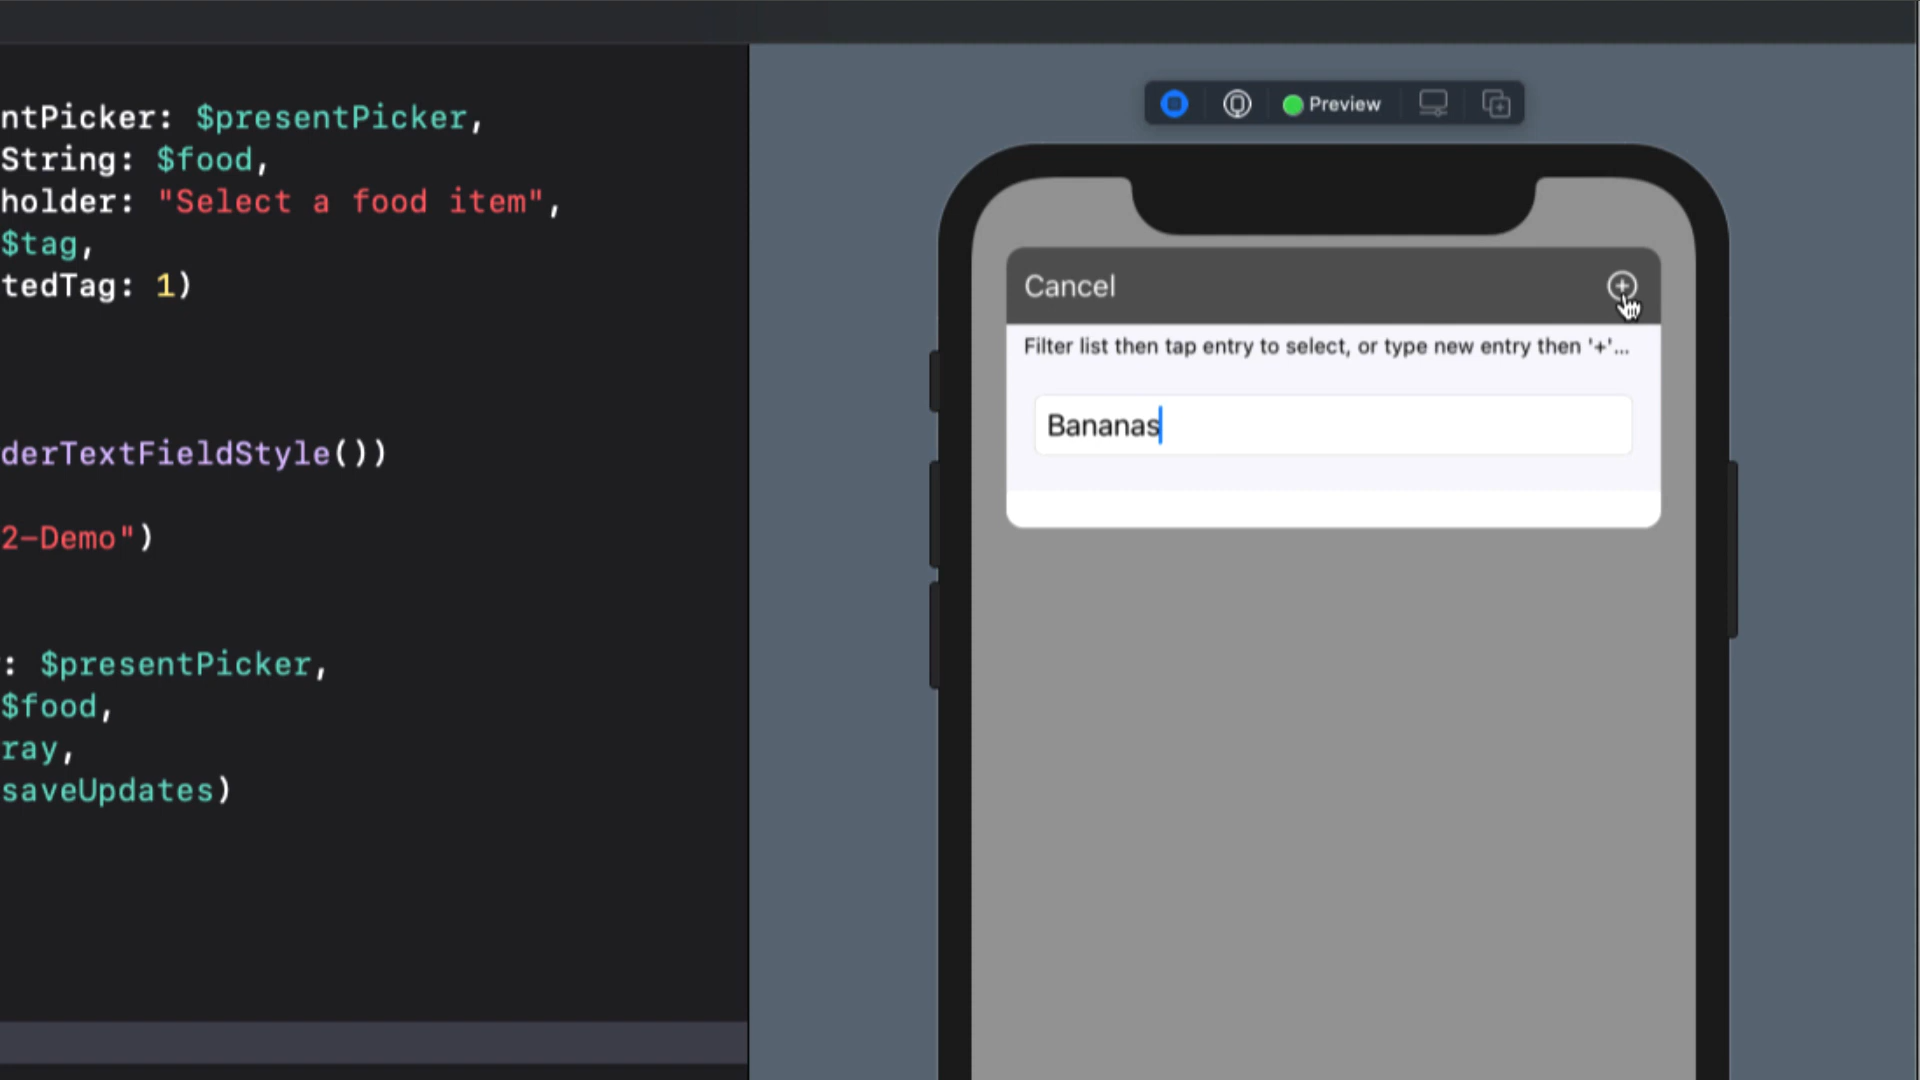 ntPicker: $presentPicker,
String: $food,
holder: "Select a food item",
$tag,
tedTag: 1)
derTextFieldStyle())
2-Demo")
: $presentPicker,
$food,
ray,
saveUpdates)
Preview
Cancel
Filter list then tap entry to select, or type new entry then '+'...
Bananas